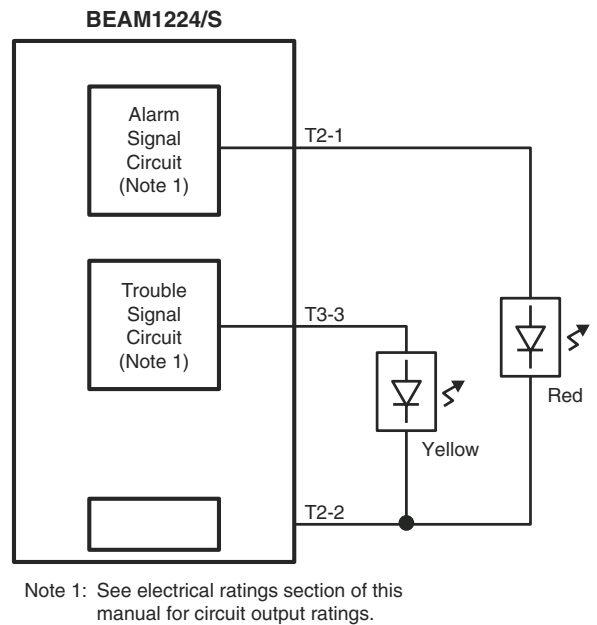 BEAM1224/S
Alarm
Signal
Circuit
(Note 1)
T2-1
Trouble
Signal
Circuit
(Note 1)
T3-3
Red
Yellow
T2-2
Note 1: See electrical ratings section of this
manual for circuit output ratings.